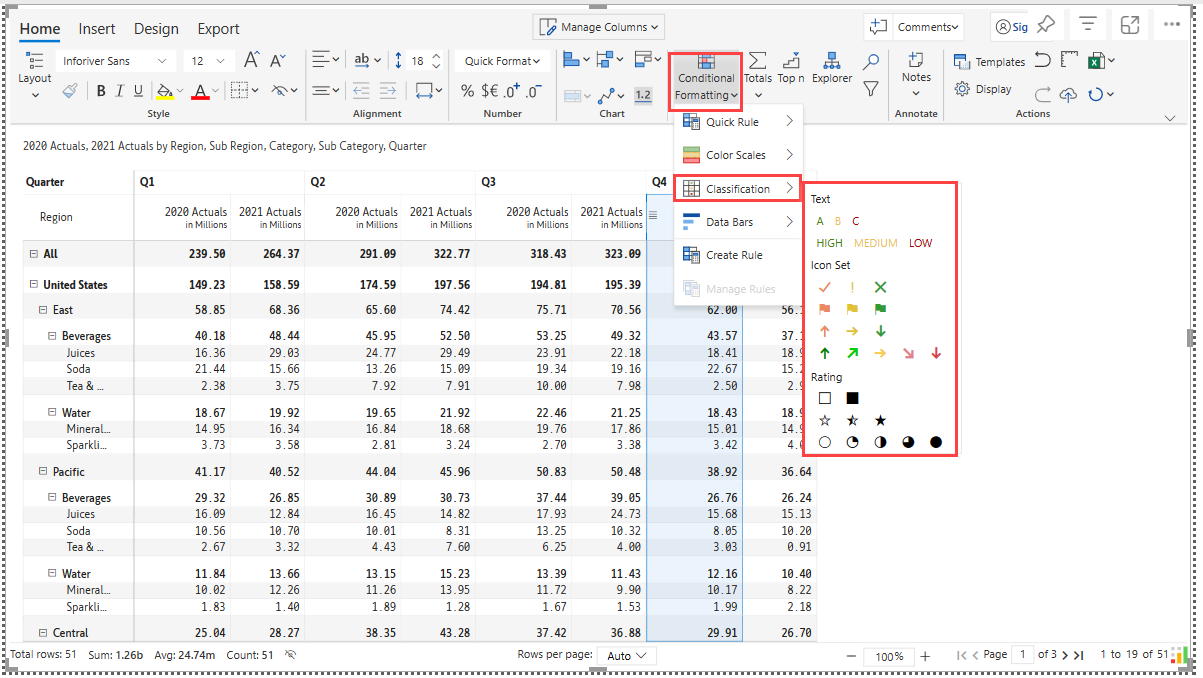 Home Insert Design Export Manage Columns Comments Sig
Layout Inforiver Sans 12 ab 18 Quick Format Conditional Formatting Totals Top n Explorer Notes Templates
B I U A % $€ .0 .0 1.2 Display
Style Alignment Number Chart Annotate Actions
Quick Rule
Color Scales
Classification
Data Bars
Create Rule
Manage Rules
Text
A B C
HIGH MEDIUM LOW
Icon Set
Rating
2020 Actuals, 2021 Actuals by Region, Sub Region, Category, Sub Category, Quarter
Quarter Q1 Q2 Q3 Q4
Region 2020 Actuals 2021 Actuals 2020 Actuals 2021 Actuals 2020 Actuals 2021 Actuals
in Millions in Millions in Millions in Millions in Millions in Millions
All 239.50 264.37 291.09 322.77 318.43 323.09
United States 149.23 158.59 174.59 197.56 194.81 195.39
East 58.85 68.36 65.60 74.42 75.71 70.56 62.00 56.
Beverages 40.18 48.44 45.95 52.50 53.25 49.32 43.57 37.
Juices 16.36 29.03 24.77 29.49 23.91 22.18 18.41 18.
Soda 21.44 15.66 13.26 15.09 19.34 19.16 22.67 15.
Tea & ... 2.38 3.75 7.92 7.91 10.00 7.98 2.50 2.
Water 18.67 19.92 19.65 21.92 22.46 21.25 18.43 18.
Mineral... 14.95 16.34 16.84 18.68 19.76 17.86 15.01 14.
Sparkli... 3.73 3.58 2.81 3.24 2.70 3.38 3.42 4.
Pacific 41.17 40.52 44.04 45.96 50.83 50.48 38.92 36.64
Beverages 29.32 26.85 30.89 30.73 37.44 39.05 26.76 26.24
Juices 16.09 12.84 16.45 14.82 17.93 24.73 15.68 15.13
Soda 10.56 10.70 10.01 8.31 13.25 10.32 8.05 10.20
Tea & ... 2.67 3.32 4.43 7.60 6.25 4.00 3.03 0.91
Water 11.84 13.66 13.15 15.23 13.39 11.43 12.16 10.40
Mineral... 10.02 12.26 11.26 13.95 11.72 9.90 10.17 8.22
Sparkli... 1.83 1.40 1.89 1.28 1.67 1.53 1.99 2.18
Central 25.04 28.27 38.35 43.28 37.42 36.88 29.91 26.70
Total rows: 51 Sum: 1.26b Avg: 24.74m Count: 51 Rows per page: Auto 100% Page 1 of 3 1 to 19 of 51